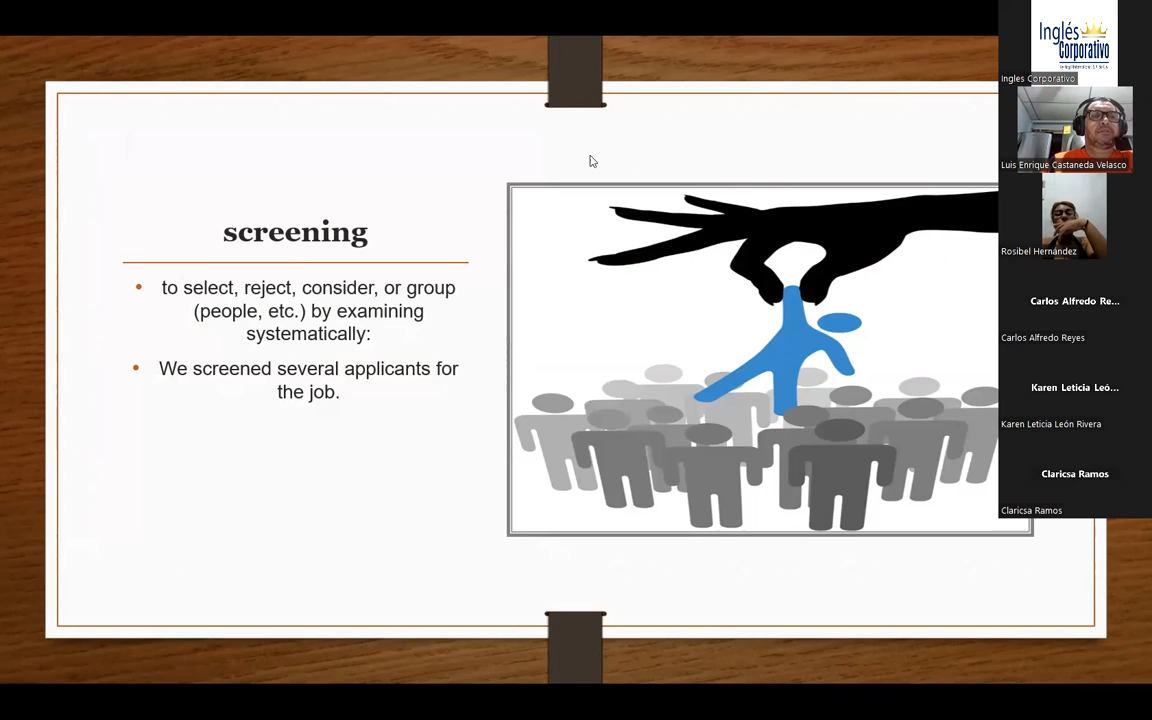 screening
• to select, reject, consider, or group
(people, etc.) by examining
systematically:
• We screened several applicants for
the job.
Inglés
Corporativo
Ingles Corporativo
Luis Enrique Castaneda Velasco
Rosibel Hernández
Carlos Alfredo Re...
Carlos Alfredo Reyes
Karen Leticia Leó...
Karen Leticia León Rivera
Claricsa Ramos
Claricsa Ramos